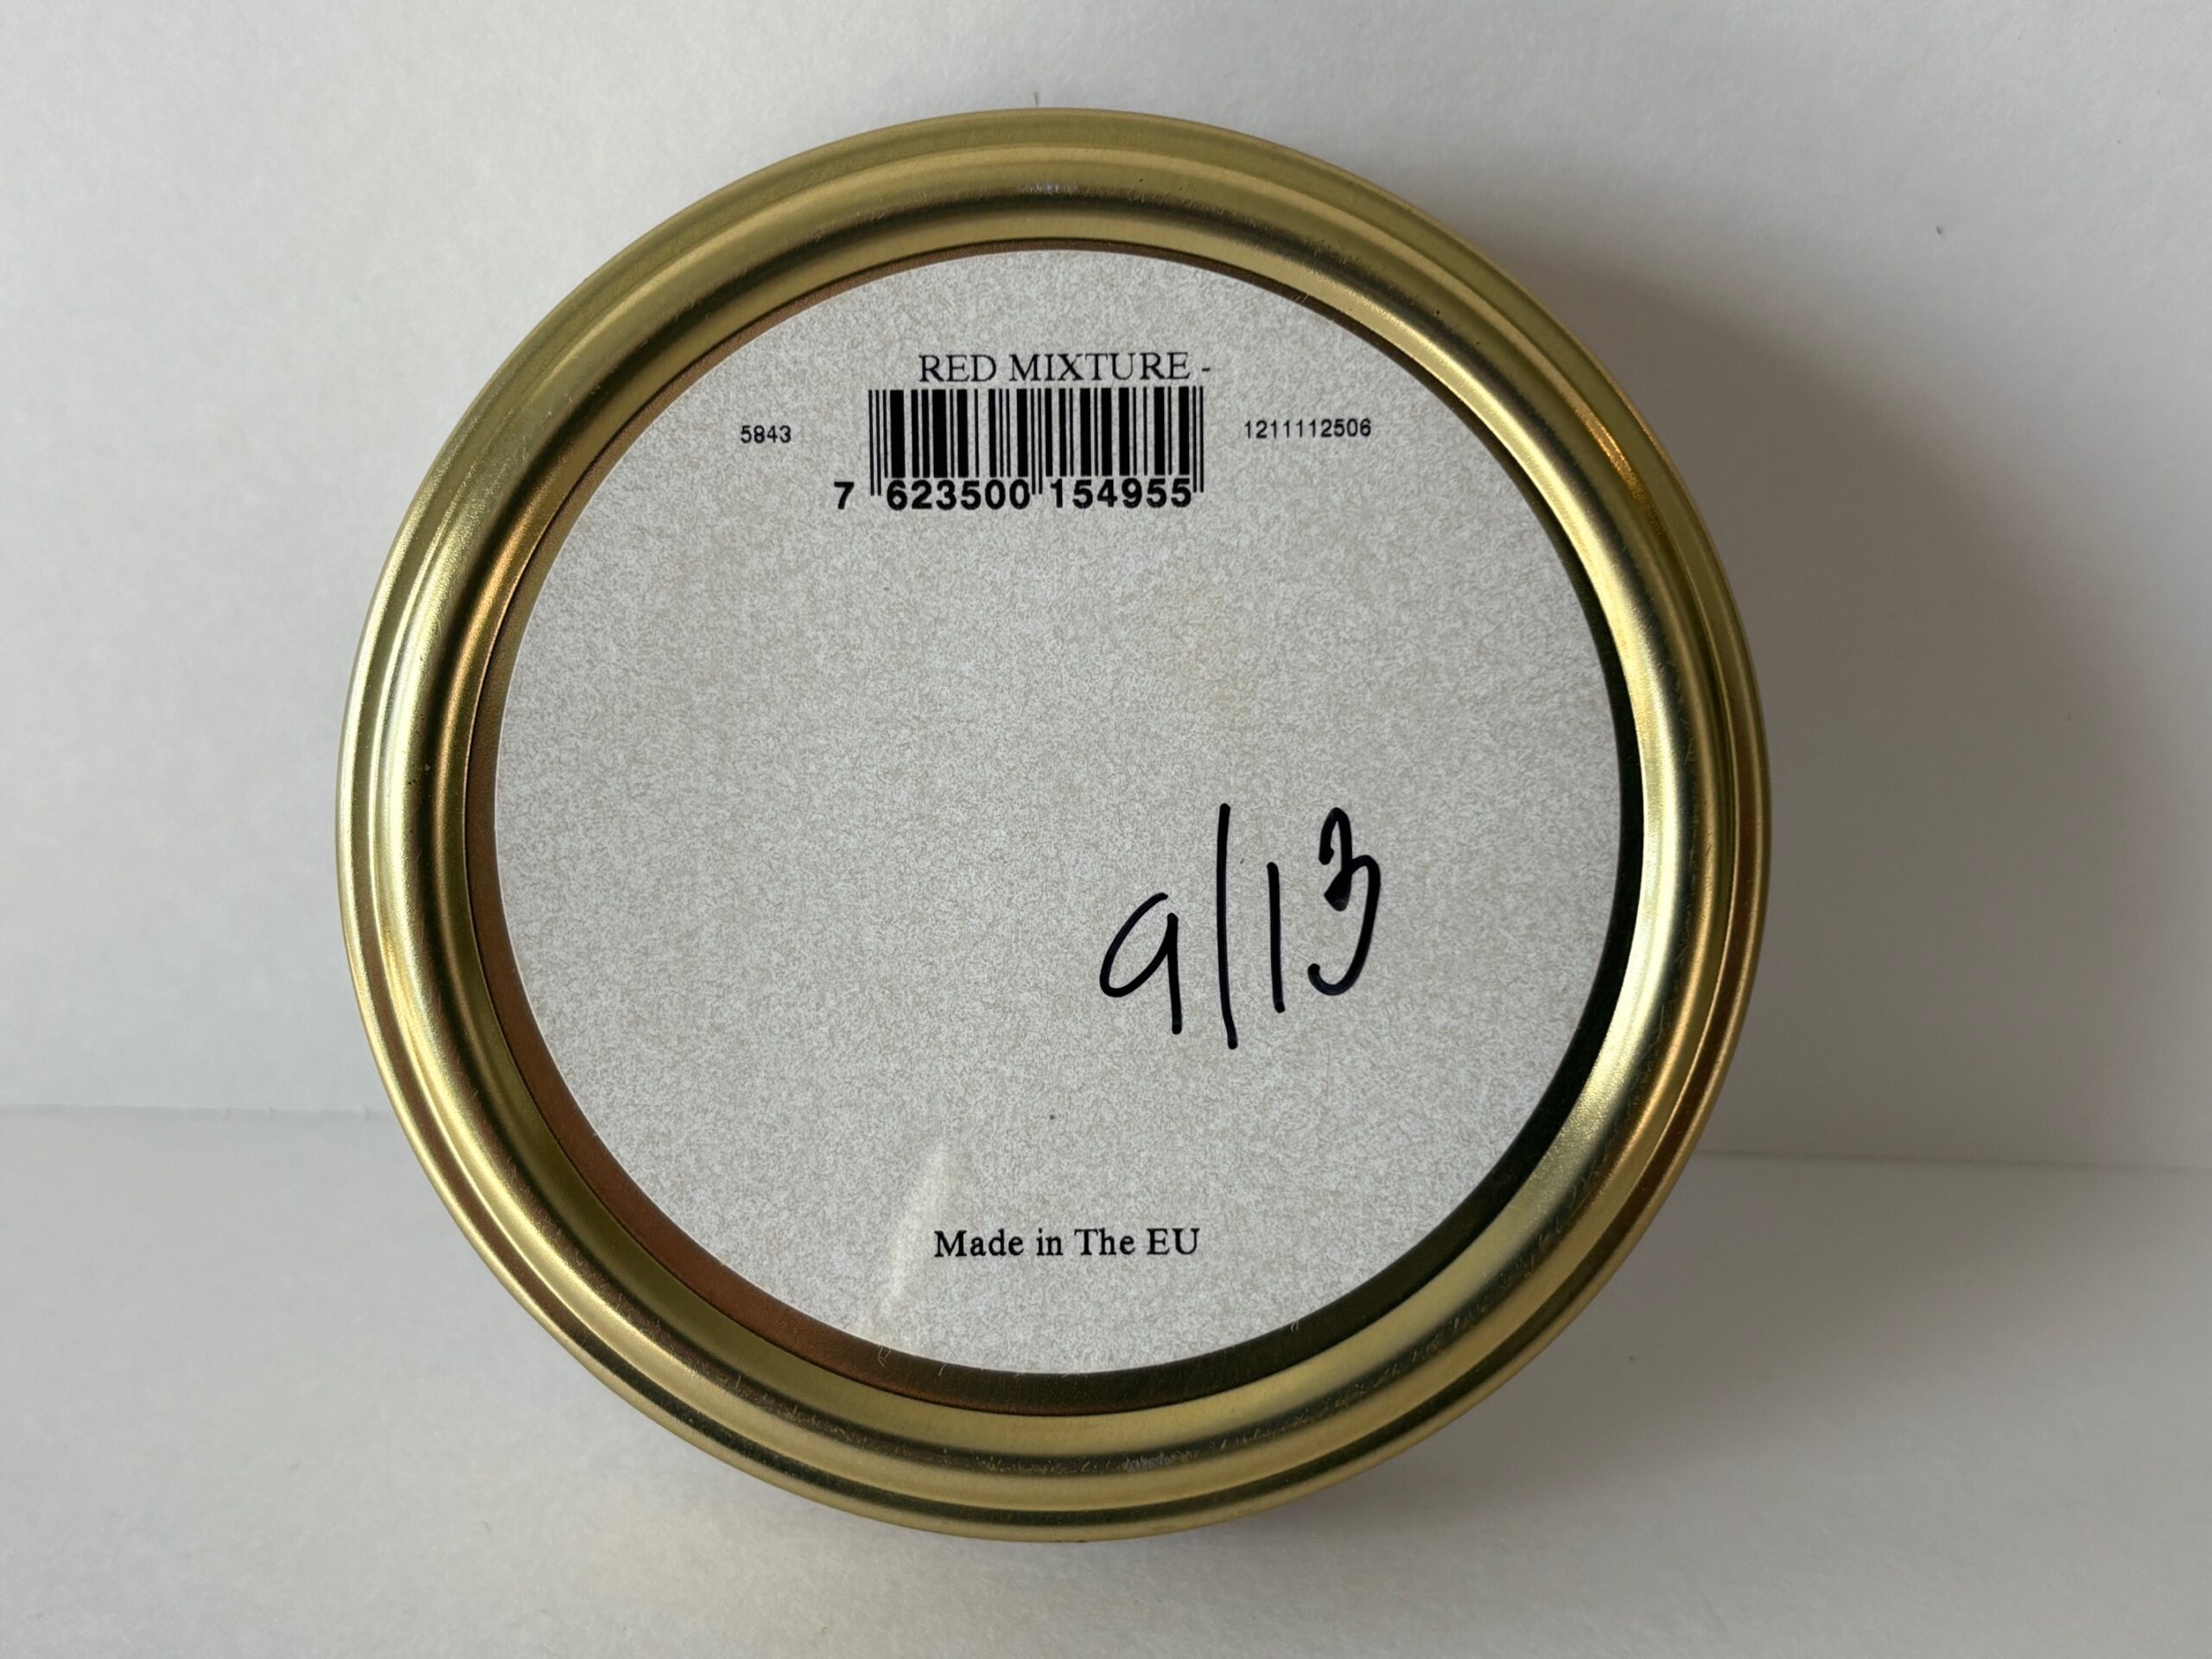 RED MIXTURE -
5843 1211112506
7 623500 154955
9/13
Made in The EU